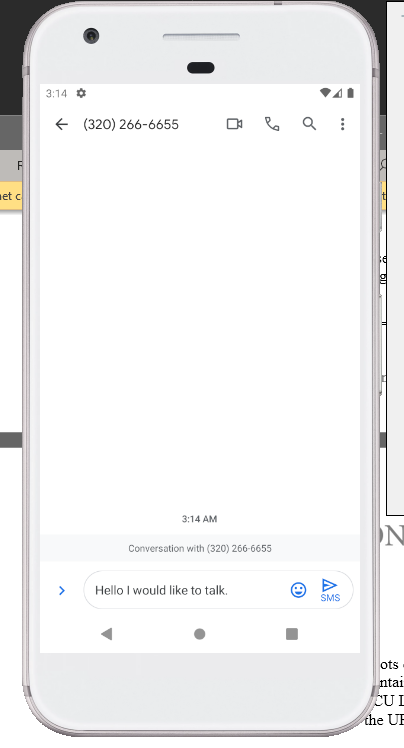 3:14
(320) 266-6655
3:14 AM
Conversation with (320) 266-6655
Hello I would like to talk.
SMS
the